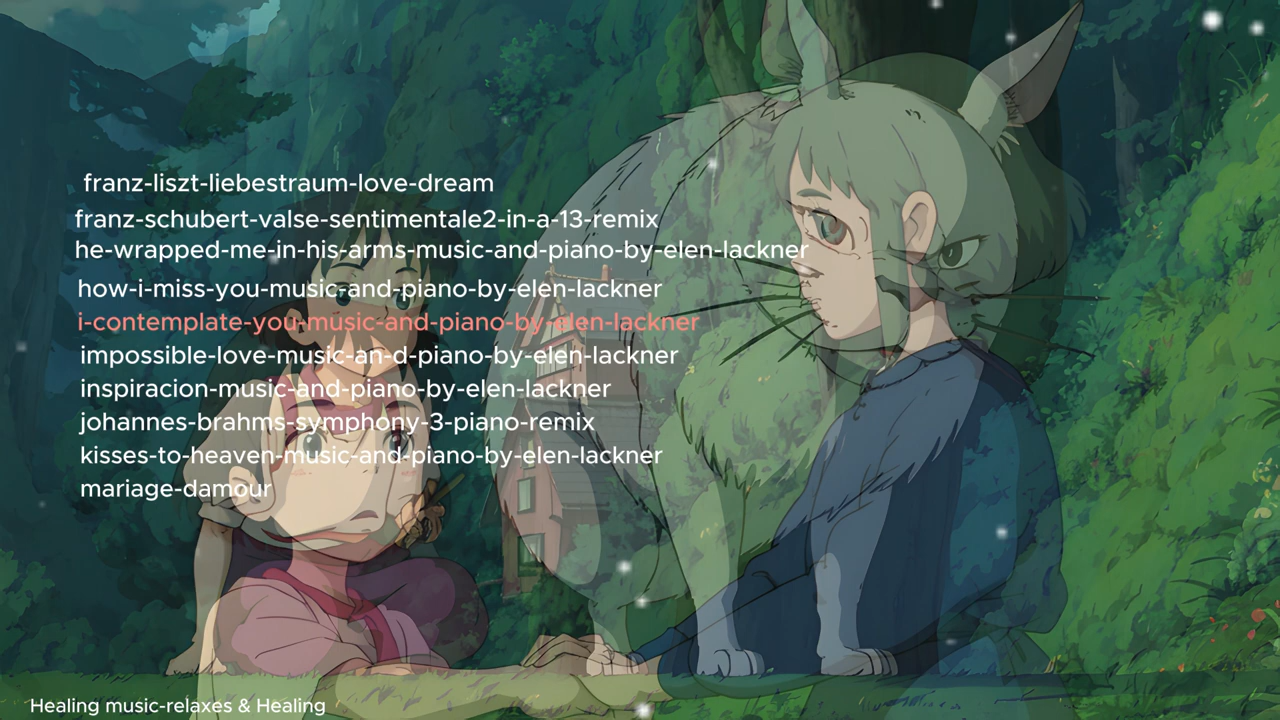 franz-liszt-liebestraum-love-dream
franz-schubert-valse-sentimentale2-in-a-13-remix
he-wrapped-me-in-his-arms-music-and-piano-by-elen-lackner
how-i-miss-you-music-and-piano-by-elen-lackner
i-contemplate-you-music-and-piano-by-elen-lackner
impossible-love-music-an-d-piano-by-elen-lackner
inspiracion-music-and-piano-by-elen-lackner
johannes-brahms-symphony-3-piano-remix
kisses-to-heaven-music-and-piano-by-elen-lackner
mariage-damour
Healing music-relaxes & Healing